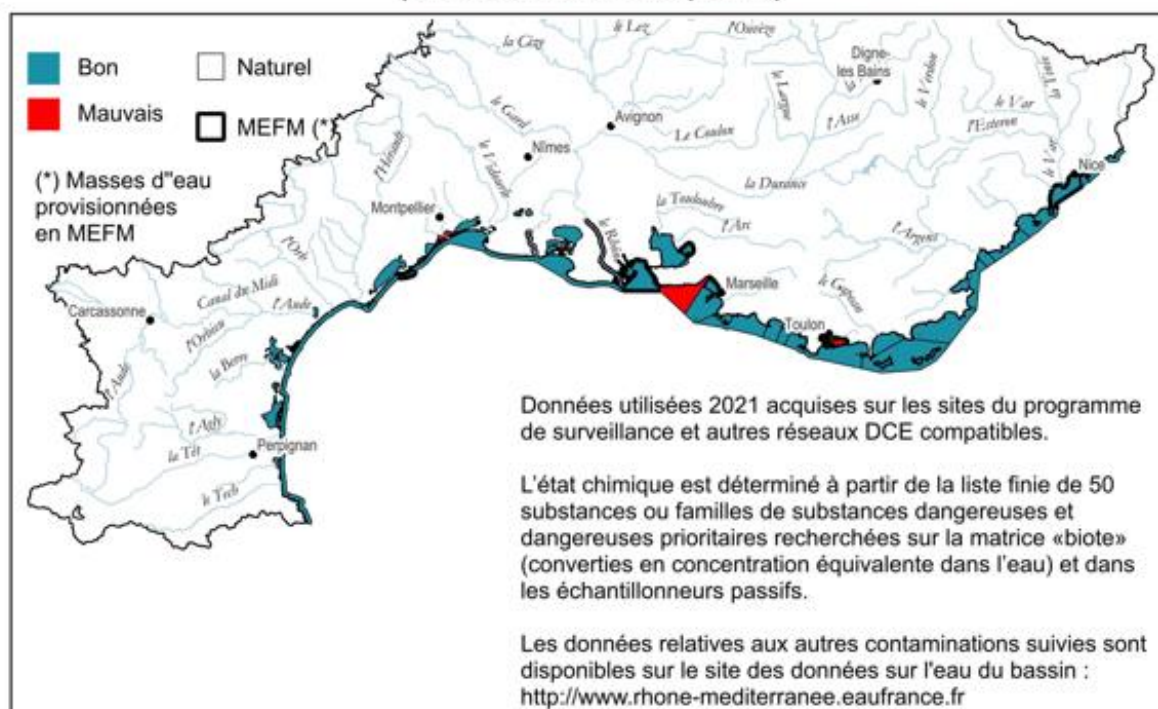 Bon
Naturel
Mauvais
MEFM (*)
(*) Masses d"eau
provisionnées
en MEFM
la Cèze
le Lez
l'Ouvèze
Digne-
les Bains
le Verdon
la Vésubie
le Gard
Avignon
le Largue
l'Asse
le Var
l'Esteron
Le Coulon
l'Hérault
le Vidourle
Nîmes
le Var
Nice
la Durance
Montpellier
la Touloubre
l'Arc
le Rhône
l'Argens
l'Orb
Canal du Midi
l'Aude
Marseille
le Gapeau
Carcassonne
Toulon
l'Orbieu
la Berre
l'Aude
l'Agly
la Têt
Perpignan
le Tech
Données utilisées 2021 acquises sur les sites du programme
de surveillance et autres réseaux DCE compatibles.
L'état chimique est déterminé à partir de la liste finie de 50
substances ou familles de substances dangereuses et
dangereuses prioritaires recherchées sur la matrice «biote»
(converties en concentration équivalente dans l'eau) et dans
les échantillonneurs passifs.
Les données relatives aux autres contaminations suivies sont
disponibles sur le site des données sur l'eau du bassin :
http://www.rhone-mediterranee.eaufrance.fr